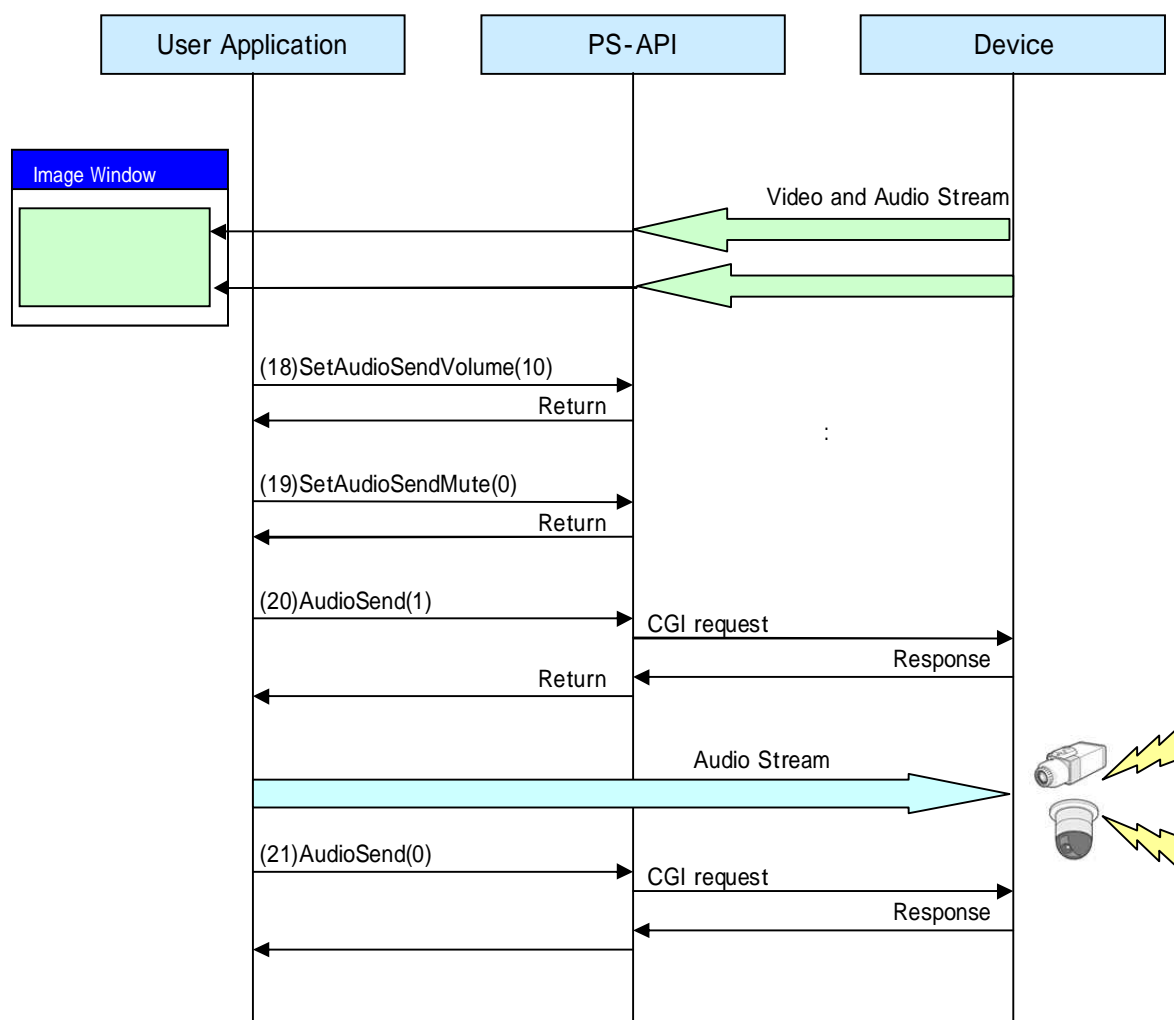 User Application
PS-API
Device
Image Window
Video and Audio Stream
(18)SetAudioSendVolume(10)
Return
:
(19)SetAudioSendMute(0)
Return
(20)AudioSend(1)
CGI request
Response
Return
Audio Stream
(21)AudioSend(0)
CGI request
Response